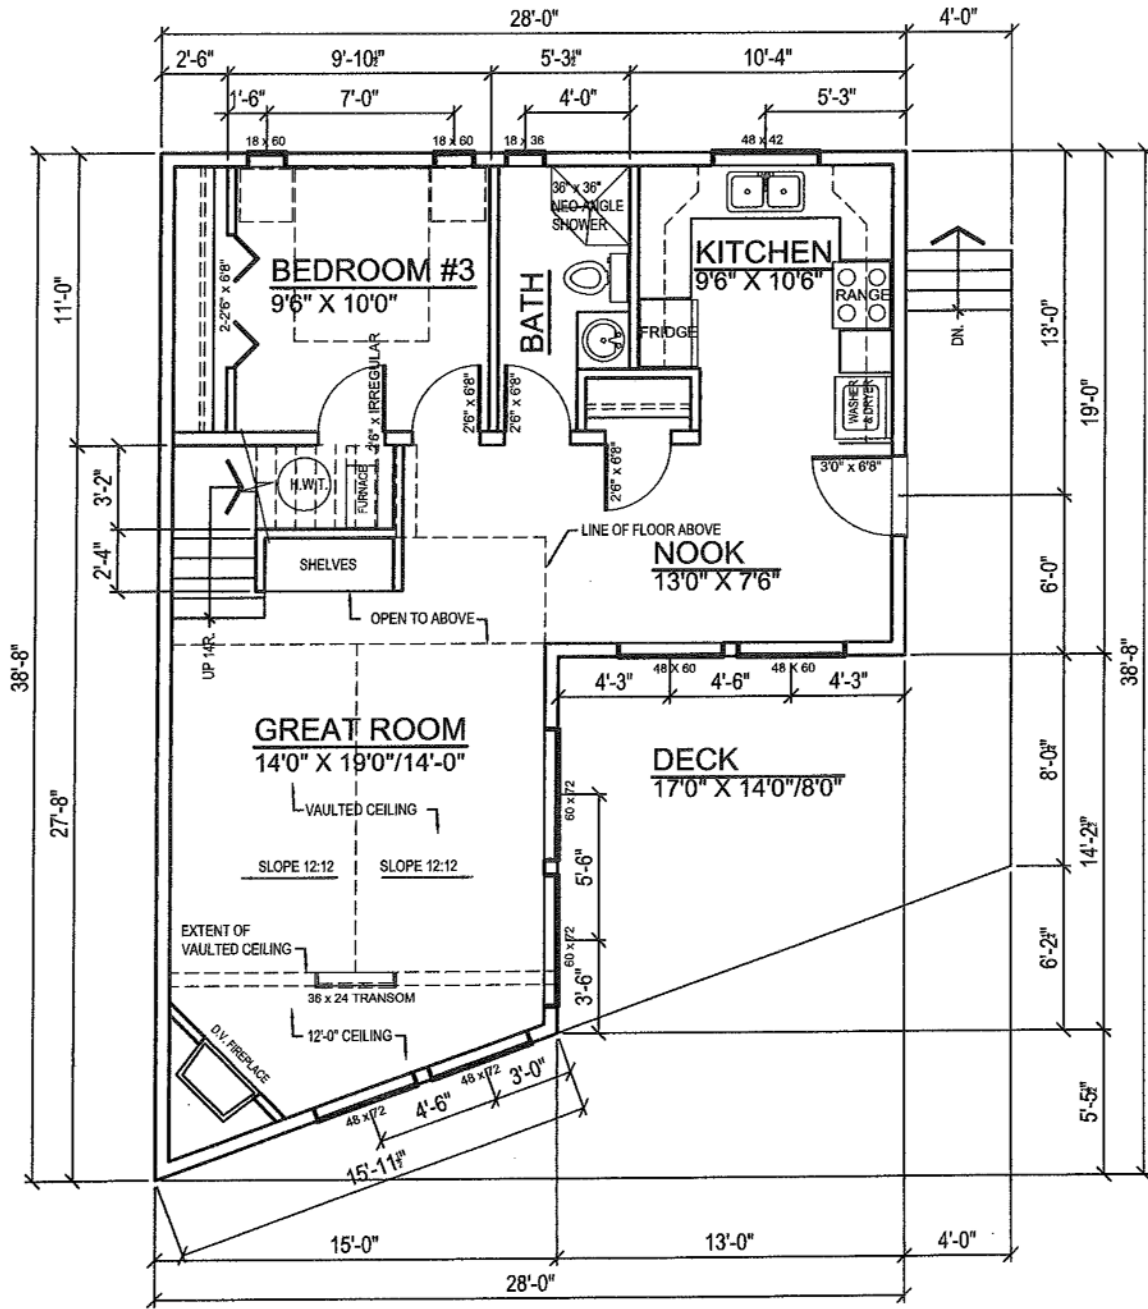 28'-0"
4'-0"
2'-6"
9'-10½"
5'-3½"
10'-4"
1'-6"
7'-0"
4'-0"
5'-3"
18 x 60
18 x 60
18 x 36
48 x 42
36" x 36"
NEO-ANGLE
SHOWER
BEDROOM #3
9'6" X 10'0"
2-2'6" x 6'8"
BATH
KITCHEN
9'6" X 10'6"
RANGE
FRIDGE
WASHER
& DRYER
DN.
11'-0"
13'-0"
19'-0"
2'6" x IRREGULAR
2'6" x 6'8"
2'6" x 6'8"
2'6" x 6'8"
3'0" x 6'8"
3'-2"
H.W.T.
FURNACE
LINE OF FLOOR ABOVE
NOOK
13'0" X 7'6"
2'-4"
SHELVES
6'-0"
OPEN TO ABOVE
UP 14R.
38'-8"
38'-8"
48 X 60
48 X 60
4'-3"
4'-6"
4'-3"
GREAT ROOM
14'0" X 19'0"/14'-0"
DECK
17'0" X 14'0"/8'0"
8'-0½"
27'-8"
VAULTED CEILING
60 x 72
5'-6"
14'-2½"
SLOPE 12:12
SLOPE 12:12
EXTENT OF
VAULTED CEILING
60 x 72
3'-6"
6'-2½"
36 x 24 TRANSOM
12'-0" CEILING
D.V. FIREPLACE
48 x 72
3'-0"
48 x 72
4'-6"
5'-5½"
15'-11½"
15'-0"
13'-0"
4'-0"
28'-0"